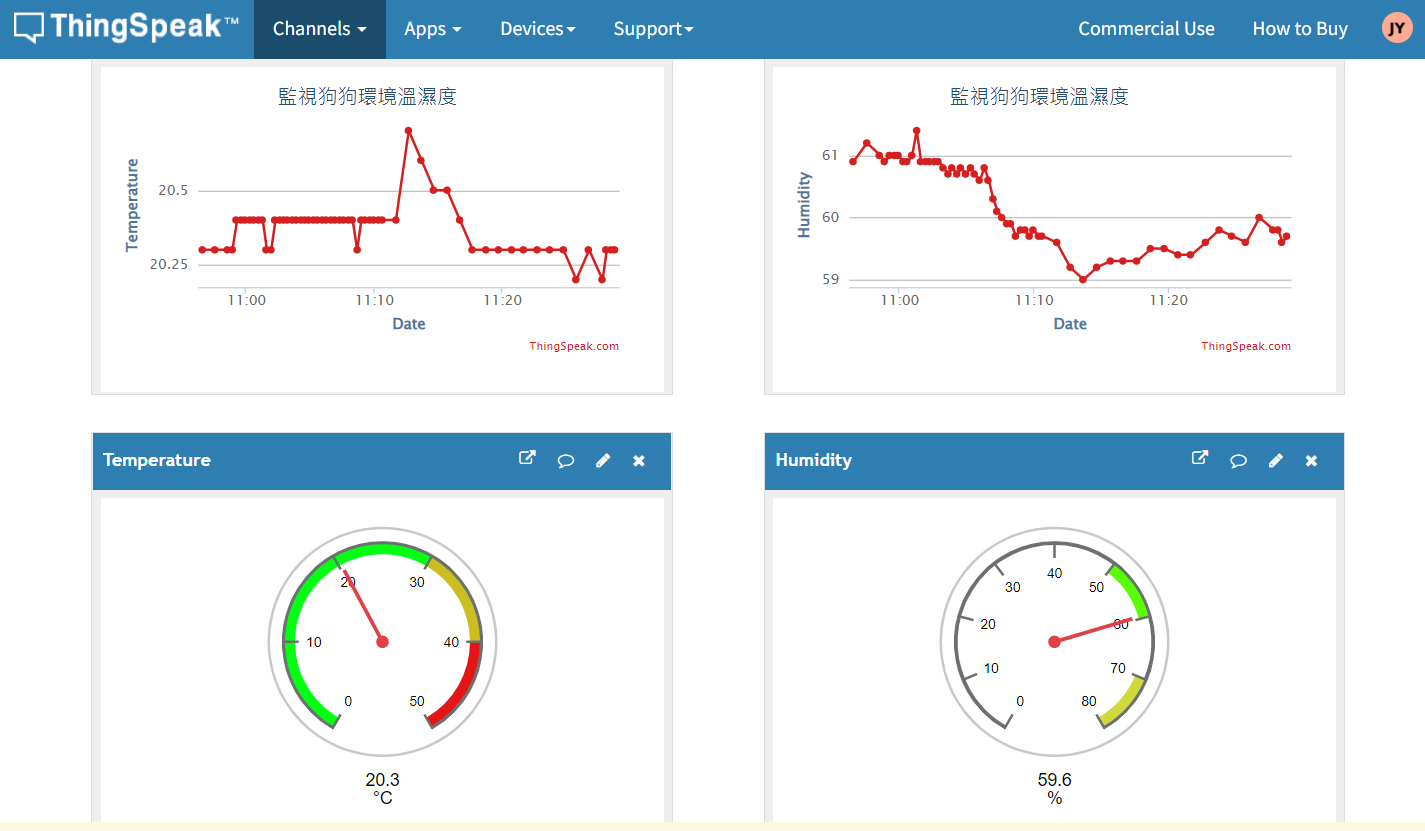 ThingSpeak™ Channels Apps Devices Support Commercial Use How to Buy JY
監視狗狗環境溫濕度
Temperature
20.5
20.25
11:00 11:10 11:20
Date
ThingSpeak.com
監視狗狗環境溫濕度
Humidity
61
60
59
11:00 11:10 11:20
Date
ThingSpeak.com
Temperature
0
10
20
30
40
50
20.3
°C
Humidity
0
10
20
30
40
50
60
70
80
59.6
%